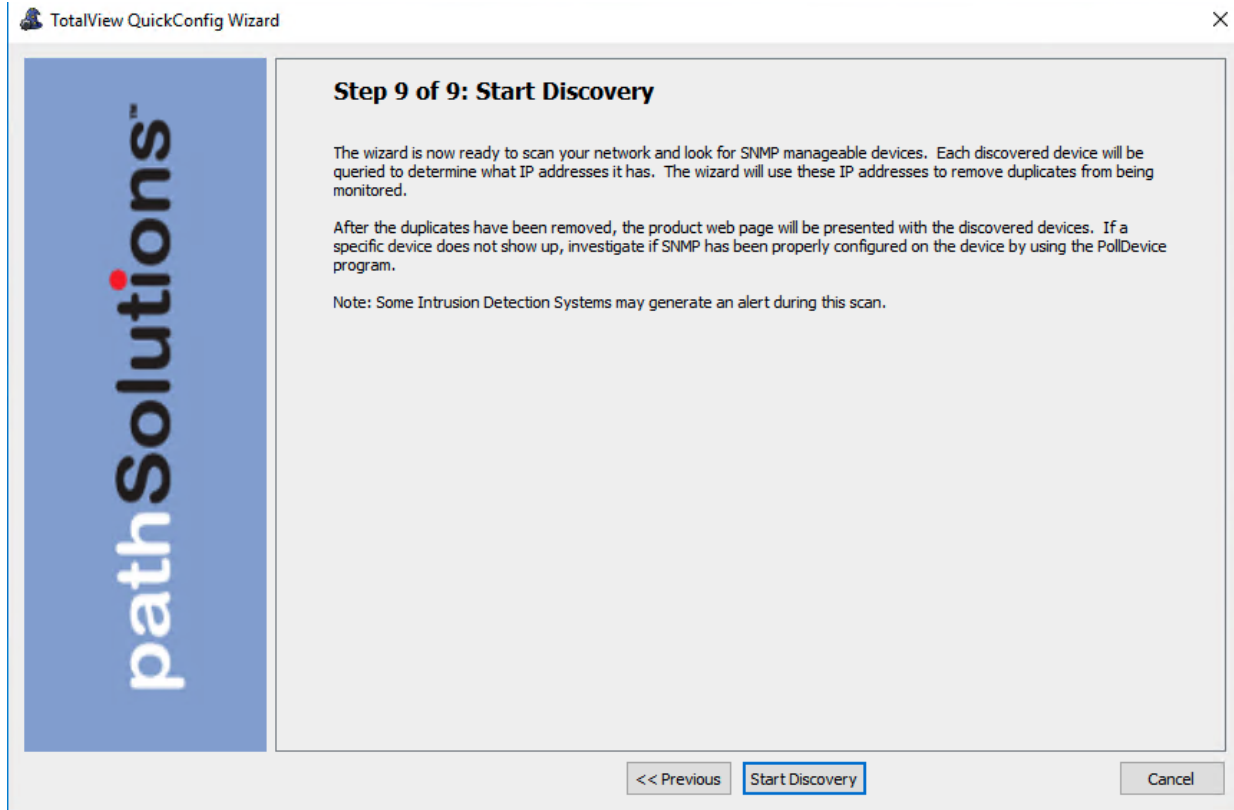 TotalView QuickConfig Wizard
pathSolutions™
Step 9 of 9: Start Discovery
The wizard is now ready to scan your network and look for SNMP manageable devices.  Each discovered device will be
queried to determine what IP addresses it has.  The wizard will use these IP addresses to remove duplicates from being
monitored.
After the duplicates have been removed, the product web page will be presented with the discovered devices.  If a
specific device does not show up, investigate if SNMP has been properly configured on the device by using the PollDevice
program.
Note: Some Intrusion Detection Systems may generate an alert during this scan.
<< Previous
Start Discovery
Cancel